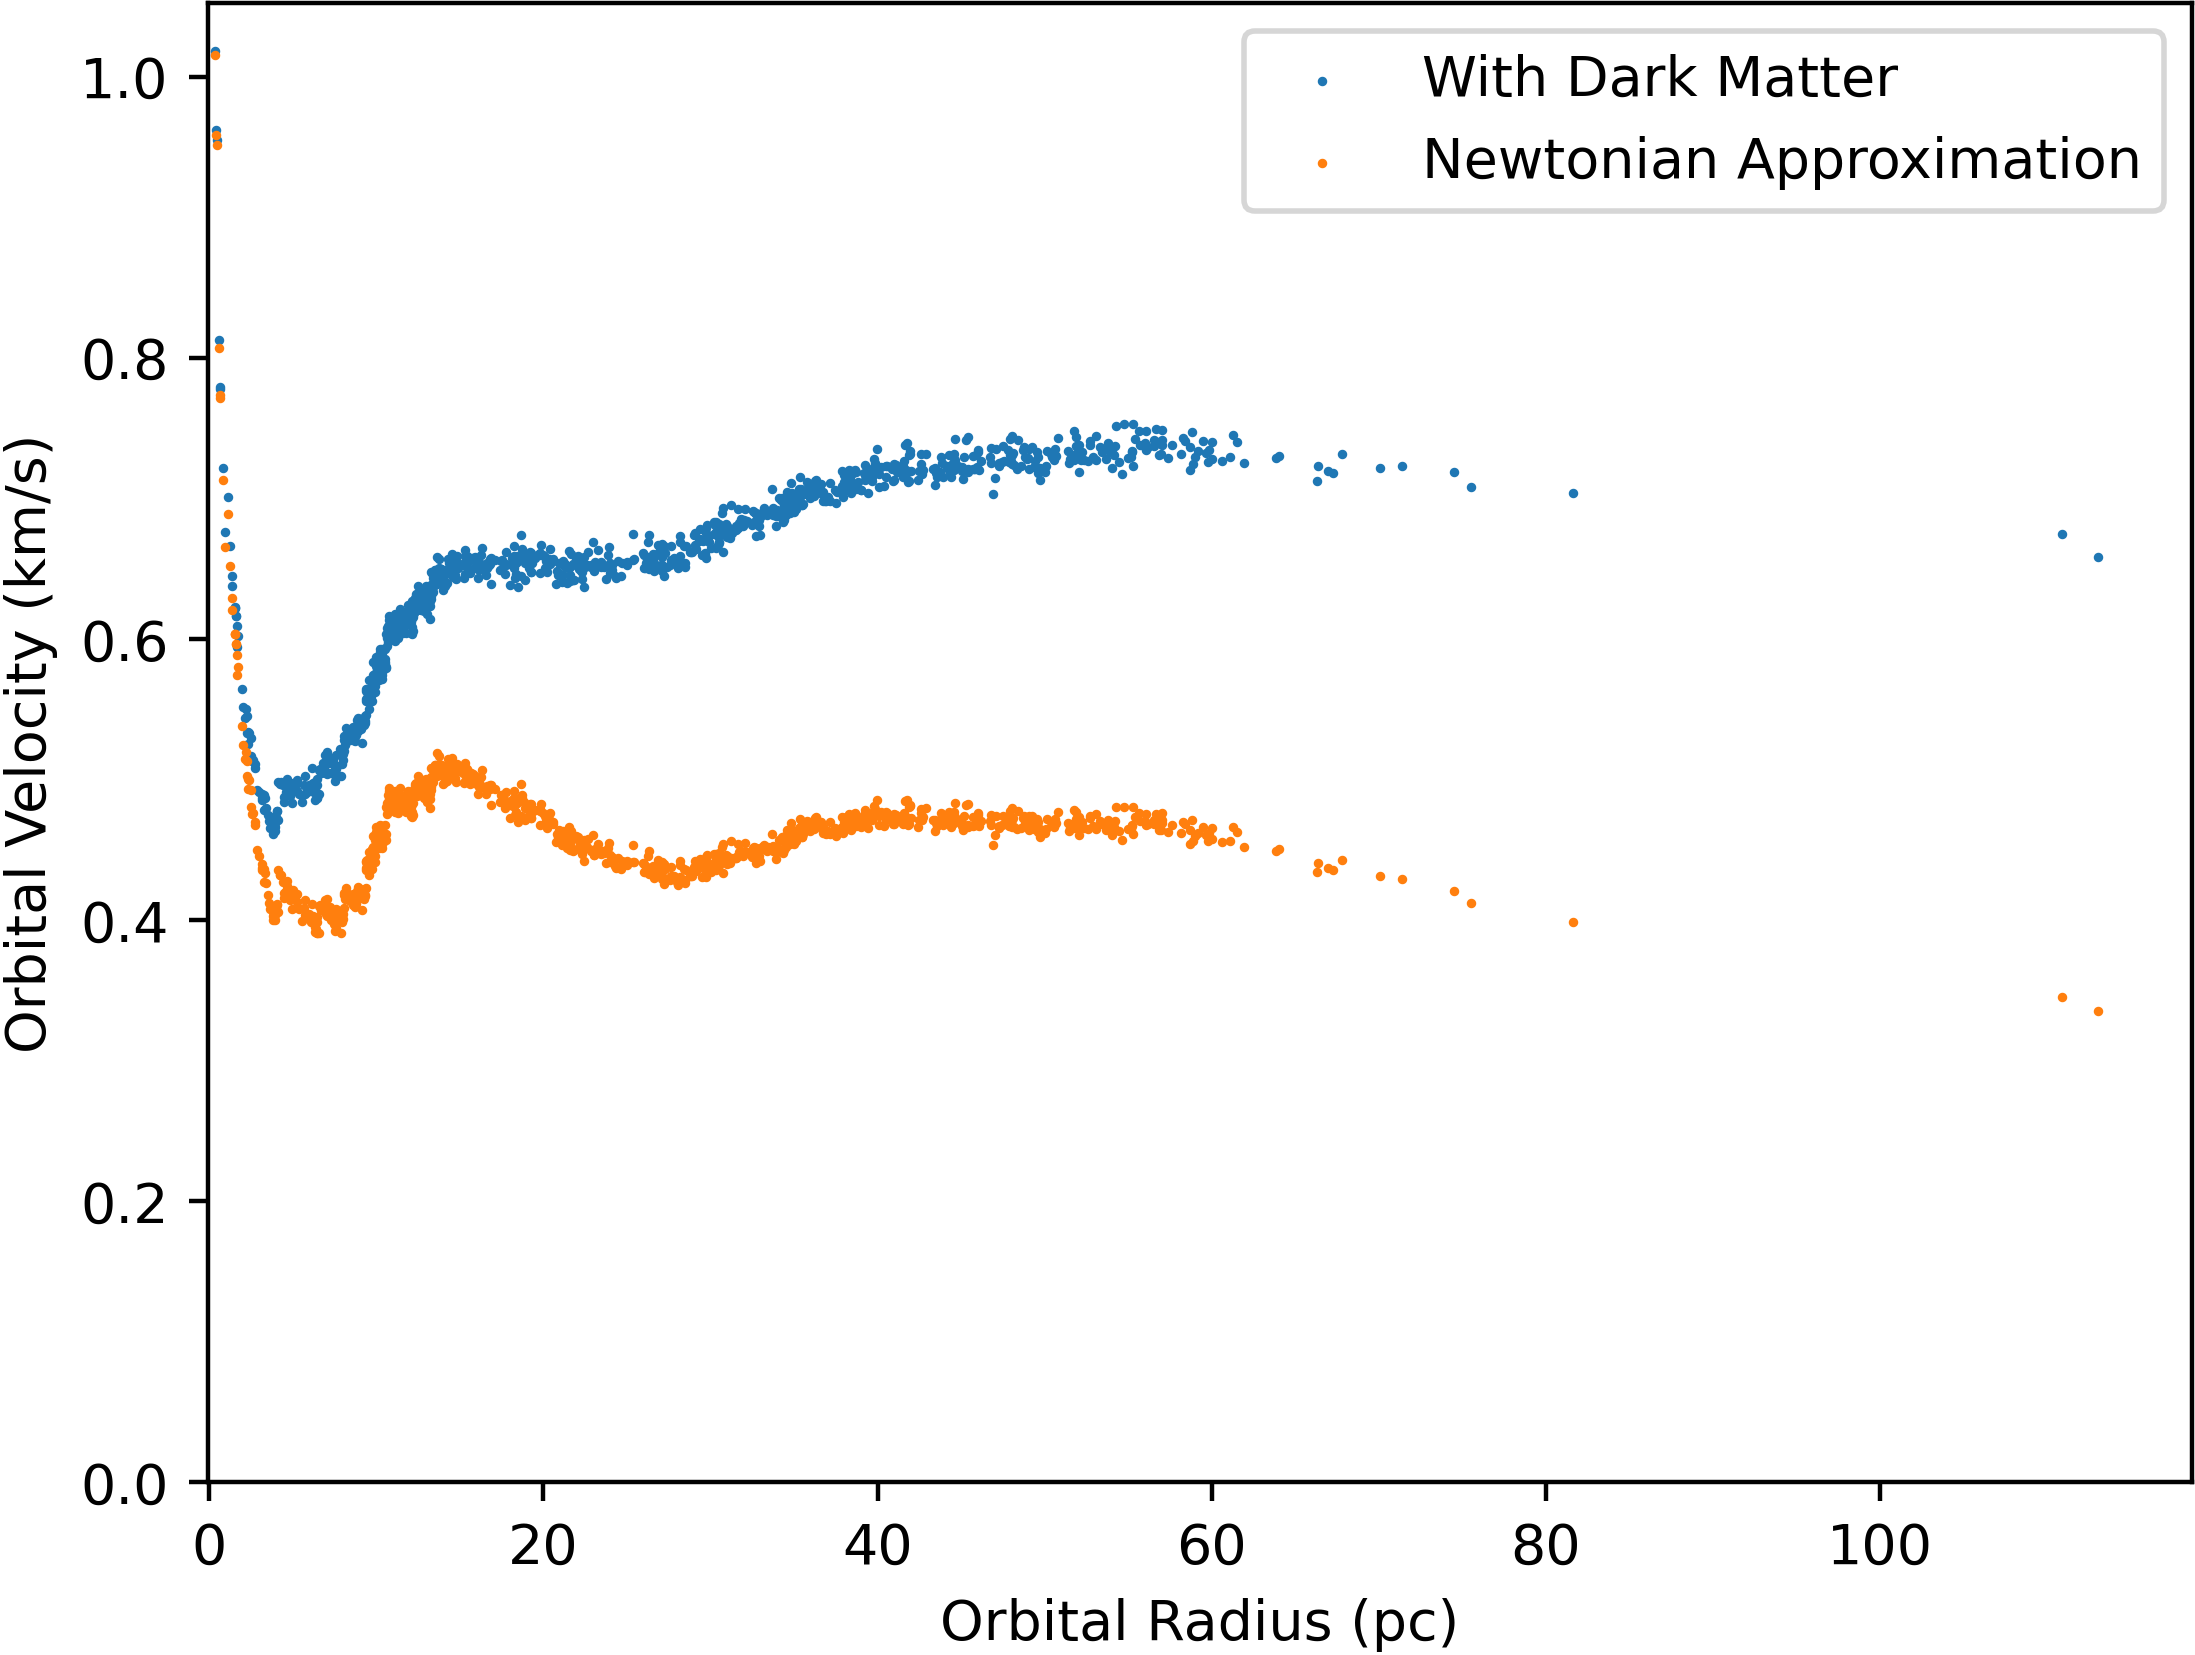 With Dark Matter
Newtonian Approximation
1.0
0.8
0.6
0.4
0.2
0.0
Orbital Velocity (km/s)
0 20 40 60 80 100
Orbital Radius (pc)